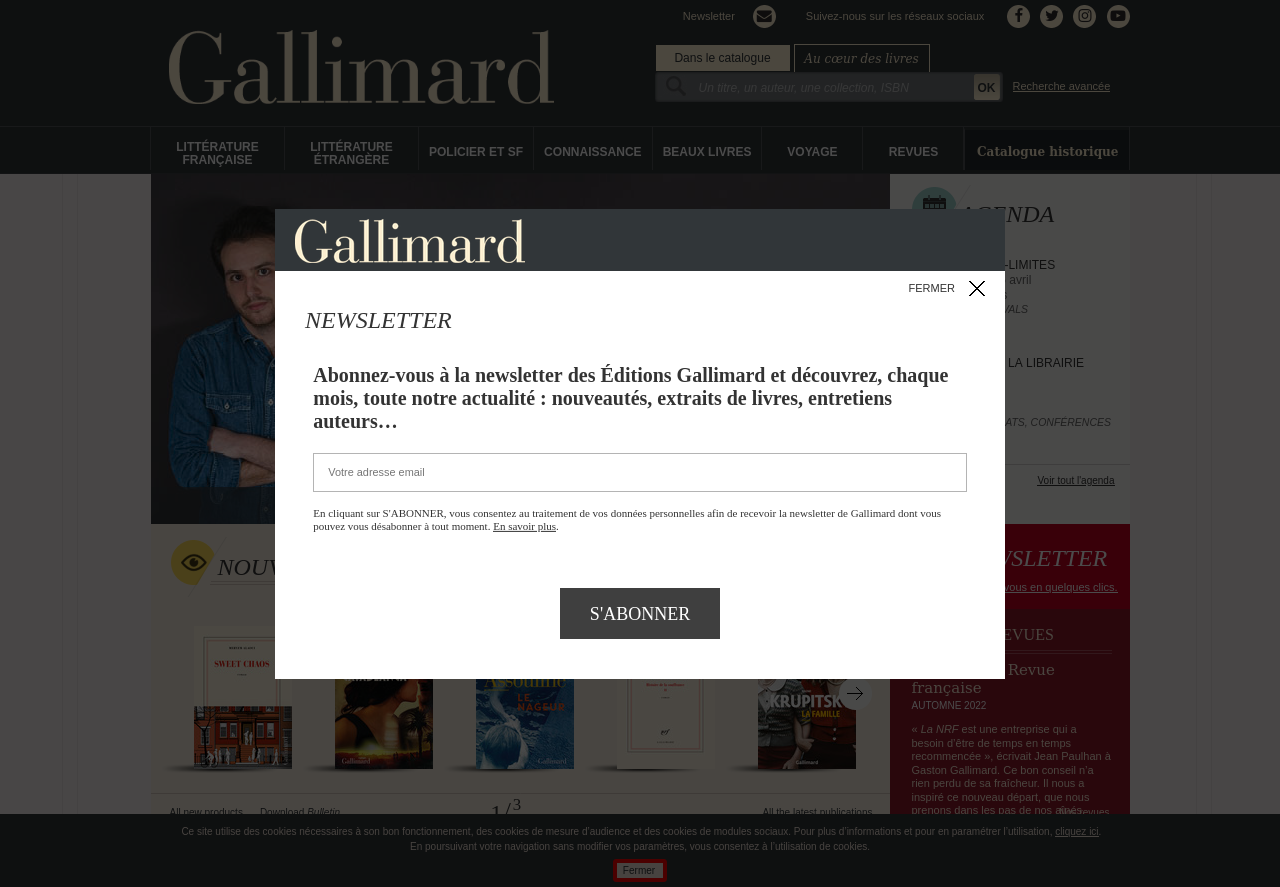 Newsletter
Suivez-nous sur les réseaux sociaux
Gallimard
Dans le catalogue
Au cœur des livres
Un titre, un auteur, une collection, ISBN
OK
Recherche avancée
LITTÉRATURE FRANÇAISE
LITTÉRATURE ÉTRANGÈRE
POLICIER ET SF
CONNAISSANCE
BEAUX LIVRES
VOYAGE
REVUES
Catalogue historique
-LIMITES
avril
LA LIBRAIRIE
CONFÉRENCES
Voir tout l'agenda
Gallimard
FERMER
NEWSLETTER
Abonnez-vous à la newsletter des Éditions Gallimard et découvrez, chaque
mois, toute notre actualité : nouveautés, extraits de livres, entretiens
auteurs…
Votre adresse email
En cliquant sur S'ABONNER, vous consentez au traitement de vos données personnelles afin de recevoir la newsletter de Gallimard dont vous
pouvez vous désabonner à tout moment. En savoir plus.
S'ABONNER
vous en quelques clics.
SWEET CHAOS
LE NAGEUR
KRUPITSKY
LA FAMILLE
Gallimard
Gallimard
Gallimard
Revue
française
AUTOMNE 2022
« La NRF est une entreprise qui a
besoin d'être de temps en temps
recommencée », écrivait Jean Paulhan à
Gaston Gallimard. Ce bon conseil n'a
rien perdu de sa fraîcheur. Il nous a
inspiré ce nouveau départ, que nous
prenons dans les pas de nos aînés.
All new products
Download Bulletin
1/3
All the latest publications
Ce site utilise des cookies nécessaires à son bon fonctionnement, des cookies de mesure d'audience et des cookies de modules sociaux. Pour plus d'informations et pour en paramétrer l'utilisation, cliquez ici.
En poursuivant votre navigation sans modifier vos paramètres, vous consentez à l'utilisation de cookies.
Fermer